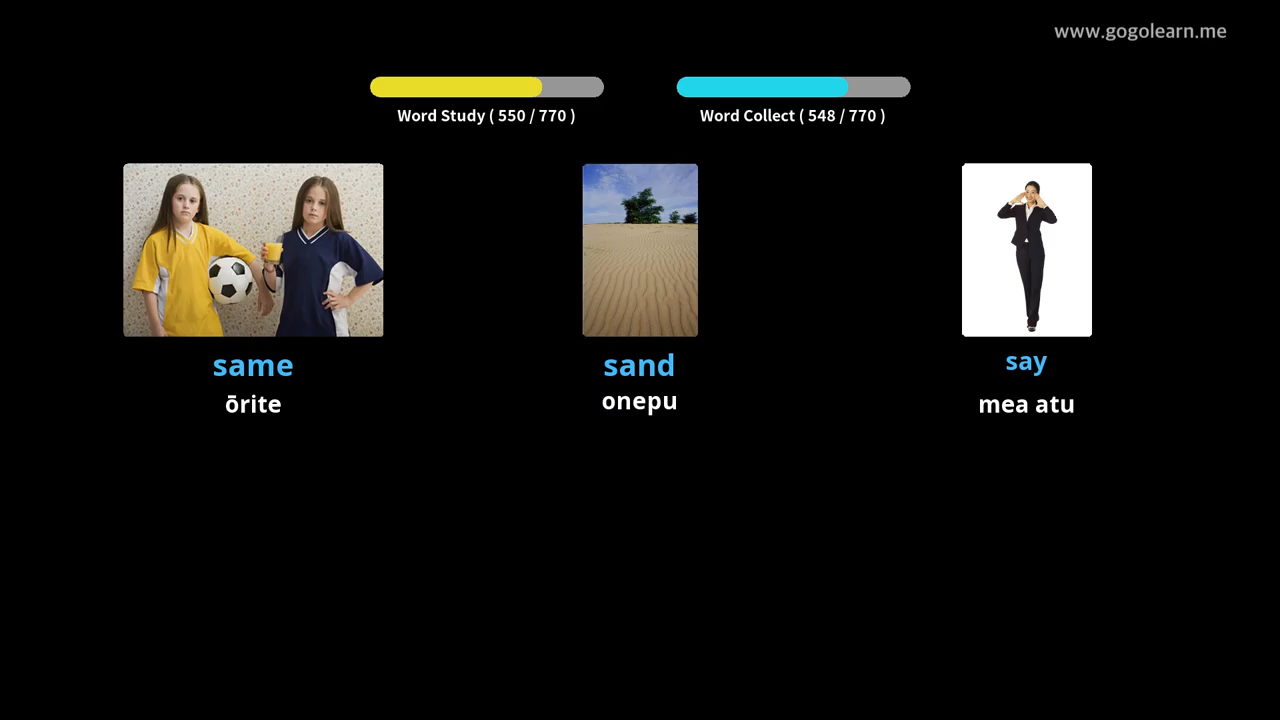 www.gogolearn.me
Word Study ( 550 / 770 )
Word Collect ( 548 / 770 )
same
ōrite
sand
onepu
say
mea atu